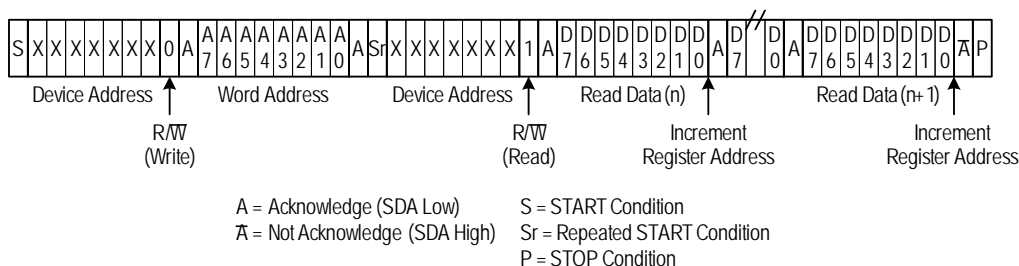 S X X X X X X X 0 A A7 A6 A5 A4 A3 A2 A1 A0 A Sr X X X X X X X 1 A D7 D6 D5 D4 D3 D2 D1 D0 A D7 // D0 A D7 D6 D5 D4 D3 D2 D1 D0 A̅ P
Device Address Word Address Device Address Read Data (n) Read Data (n+1)
R/W̅ R/W̅ Increment Increment
(Write) (Read) Register Address Register Address
A = Acknowledge (SDA Low) S = START Condition
A̅ = Not Acknowledge (SDA High) Sr = Repeated START Condition
P = STOP Condition